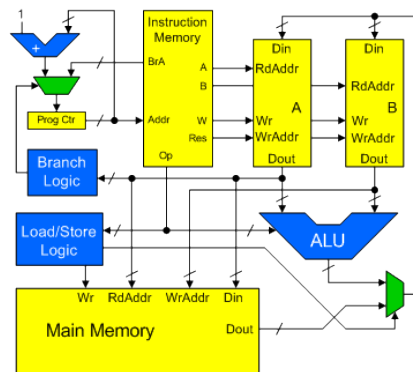 1
+
Prog Ctr
Instruction
Memory
BrA
A
B
Addr
W
Res
Op
Din
RdAddr
A
Wr
WrAddr
Dout
Din
RdAddr
B
Wr
WrAddr
Dout
Branch
Logic
Load/Store
Logic
ALU
Wr RdAddr WrAddr Din
Main Memory
Dout